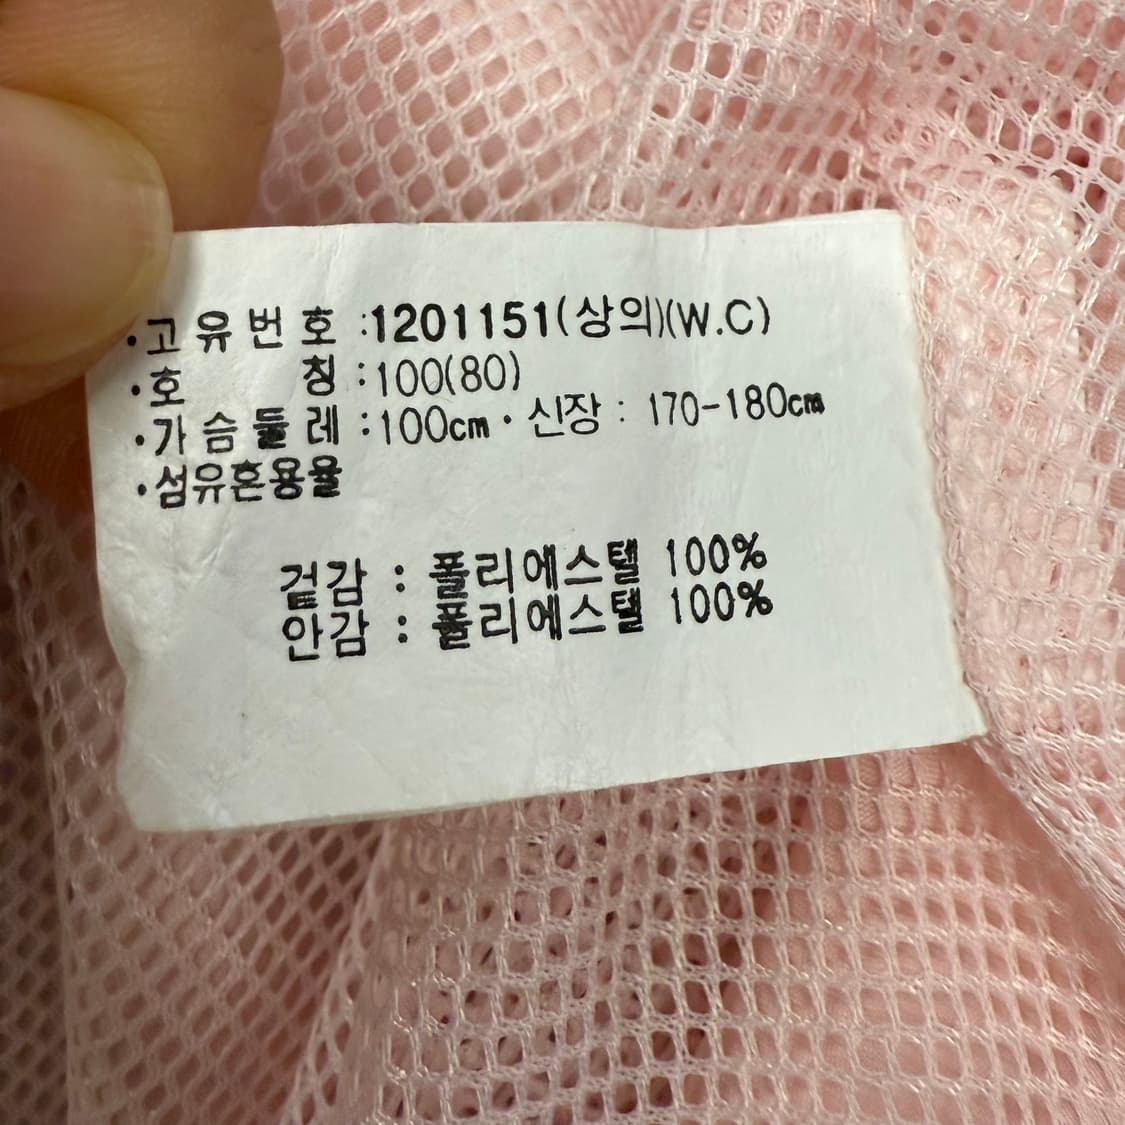 ·고유번호 :1201151(상의)(W.C)
·호 칭 :100(80)
·가슴둘레 :100cm·신장 : 170-180cm
·섬유혼용율
겉감 : 폴리에스텔 100%
안감 : 폴리에스텔 100%